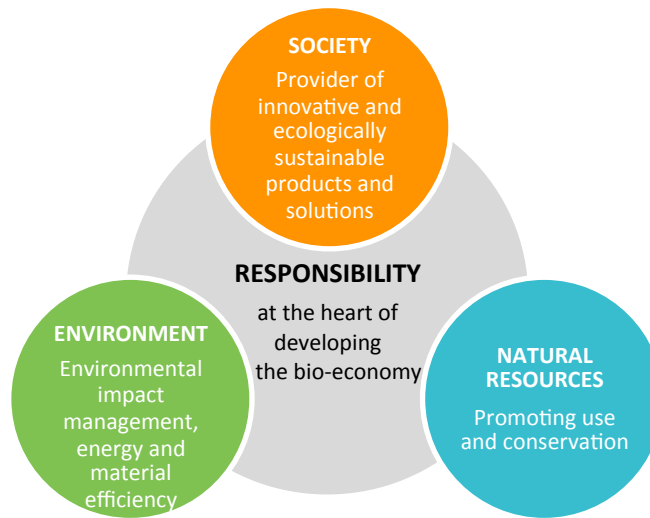 SOCIETY
Provider of
innovative and
ecologically
sustainable
products and
solutions
RESPONSIBILITY
at the heart of
developing
the bio-economy
ENVIRONMENT
Environmental
impact
management,
energy and
material
efficiency
NATURAL
RESOURCES
Promoting use
and conservation